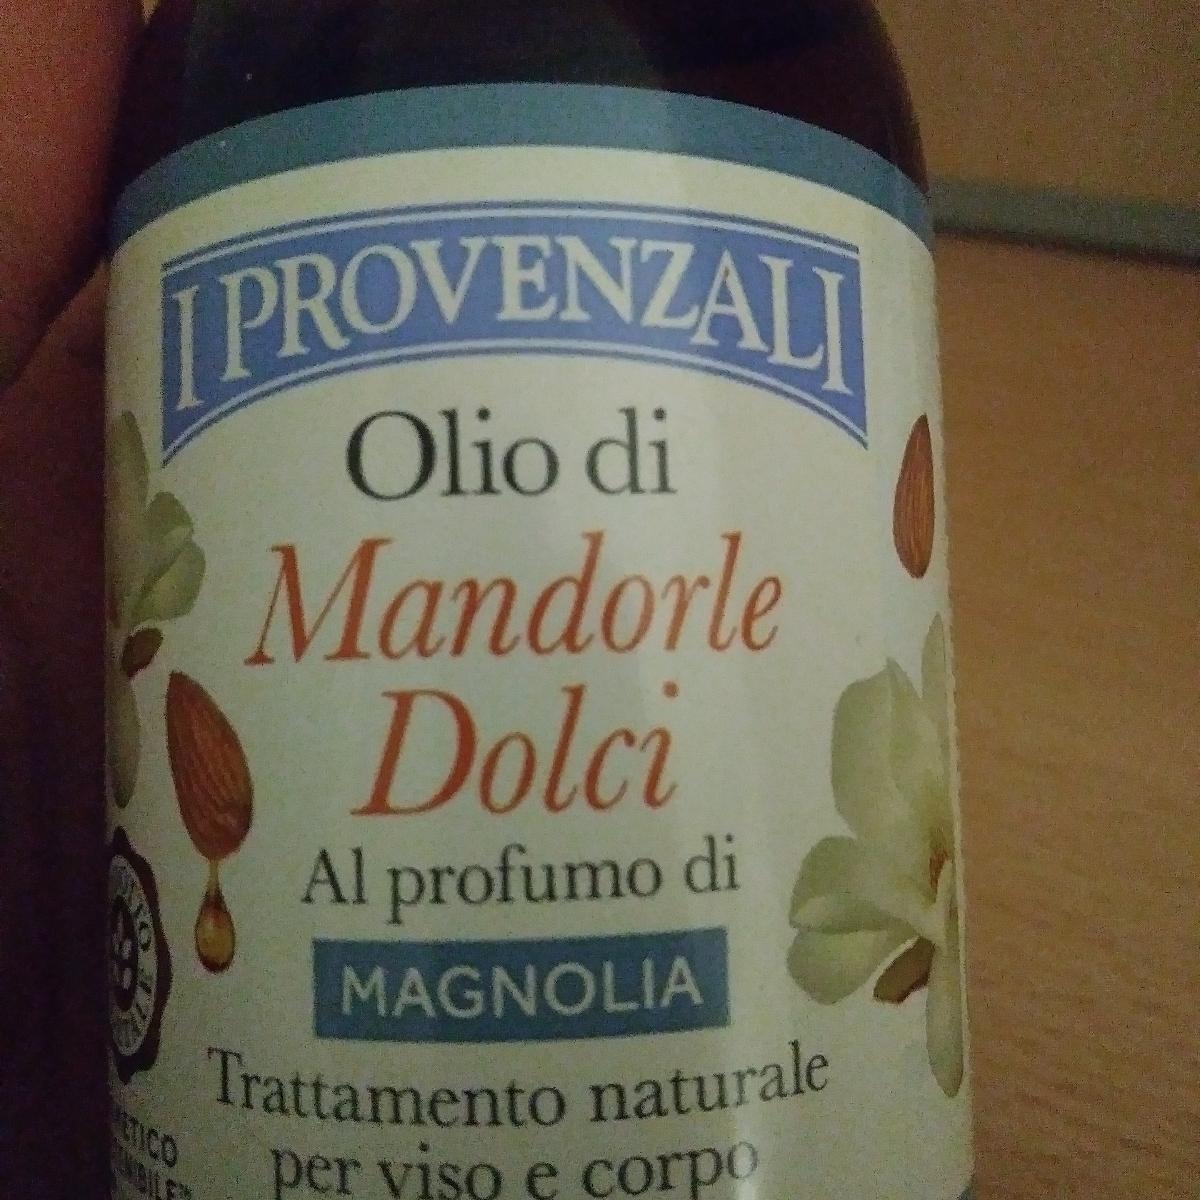 I PROVENZALI
Olio di
Mandorle
Dolci
Al profumo di
MAGNOLIA
Trattamento naturale
per viso e corpo